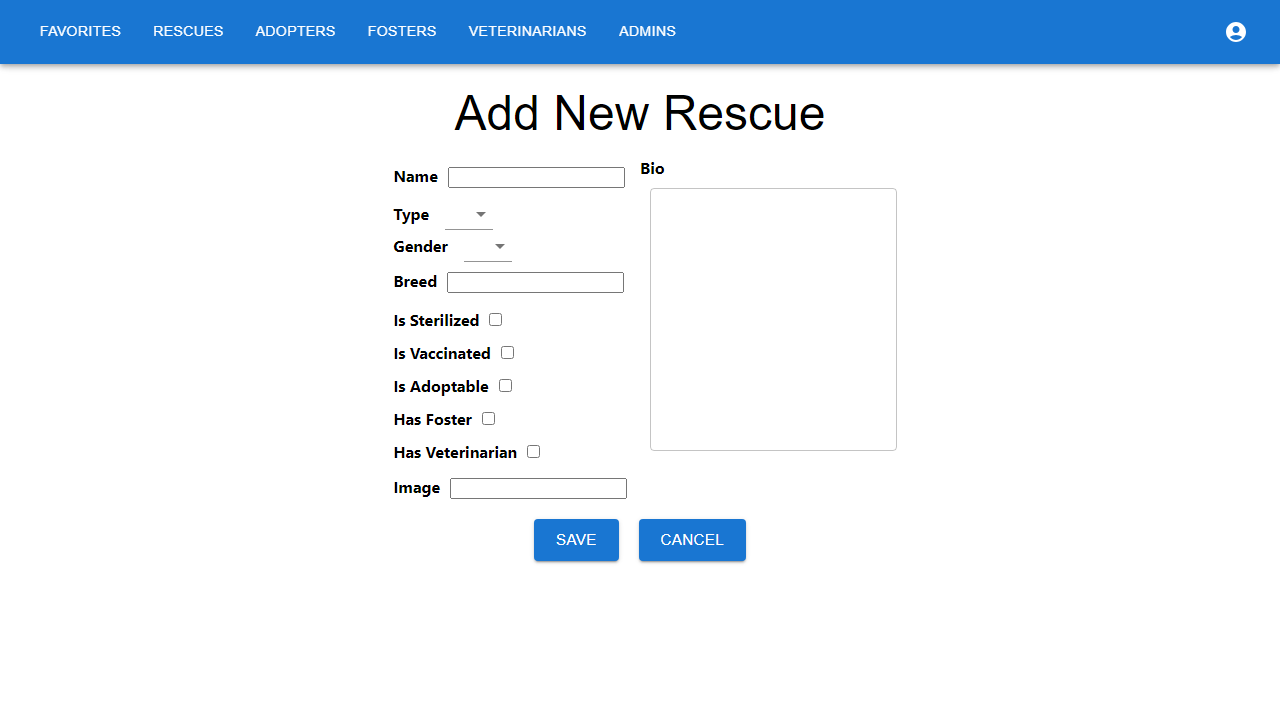 FAVORITES RESCUES ADOPTERS FOSTERS VETERINARIANS ADMINS
Add New Rescue
Name
Type
Gender
Breed
Is Sterilized
Is Vaccinated
Is Adoptable
Has Foster
Has Veterinarian
Image
Bio
SAVE CANCEL